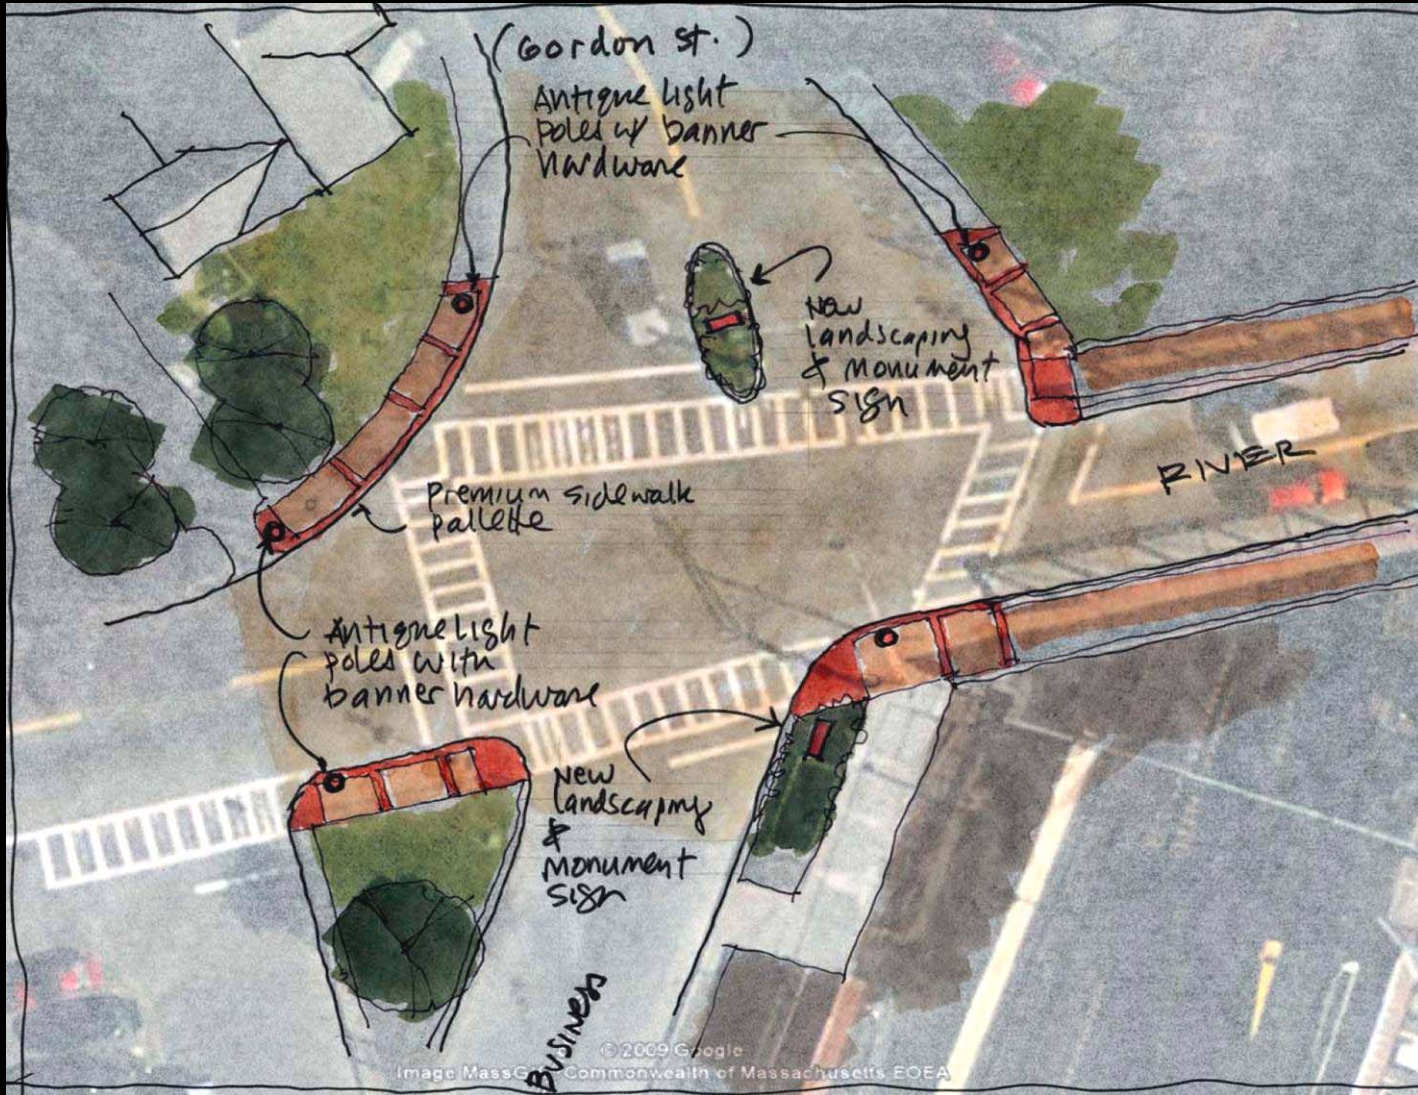 (Gordon St.)
Antique light
poles w/ banner
hardware
New
landscaping
& monument
sign
RIVER
Premium sidewalk
pallette
Antique light
poles with
banner hardware
New
landscaping
&
monument
sign
BUSINESS
© 2009 Google
Image MassG
Commonwealth of Massachusetts EOEA